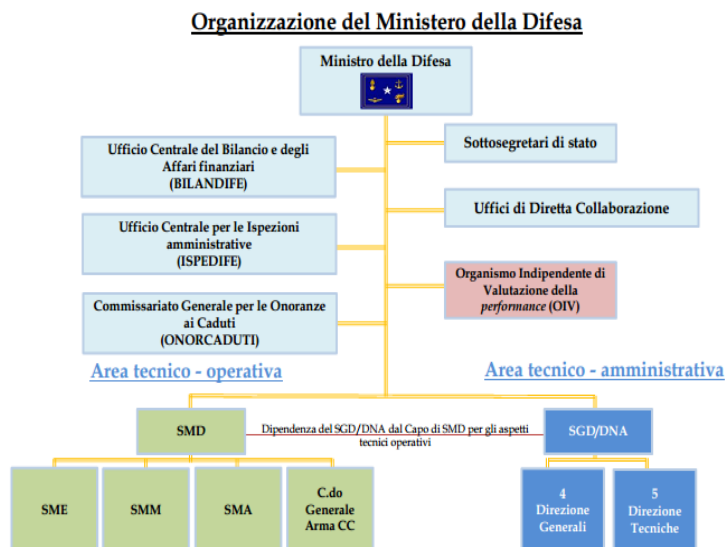 Organizzazione del Ministero della Difesa
Ministro della Difesa
Ufficio Centrale del Bilancio e degli
Affari finanziari
(BILANDIFE)
Sottosegretari di stato
Uffici di Diretta Collaborazione
Ufficio Centrale per le Ispezioni
amministrative
(ISPEDIFE)
Organismo Indipendente di
Valutazione della
performance (OIV)
Commissariato Generale per le Onoranze
ai Caduti
(ONORCADUTI)
Area tecnico - operativa
Area tecnico - amministrativa
SMD
Dipendenza del SGD/DNA dal Capo di SMD per gli aspetti
tecnici operativi
SGD/DNA
SME
SMM
SMA
C.do
Generale
Arma CC
4
Direzione
Generali
5
Direzione
Tecniche